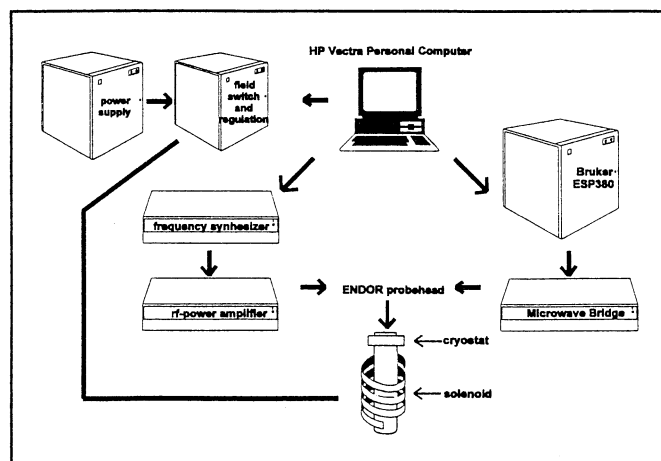 HP Vectra Personal Computer
power
supply
field
switch
and
regulation
Bruker
ESP380
frequency synhesizer
rf-power amplifier
ENDOR probehead
Microwave Bridge
cryostat
solenoid